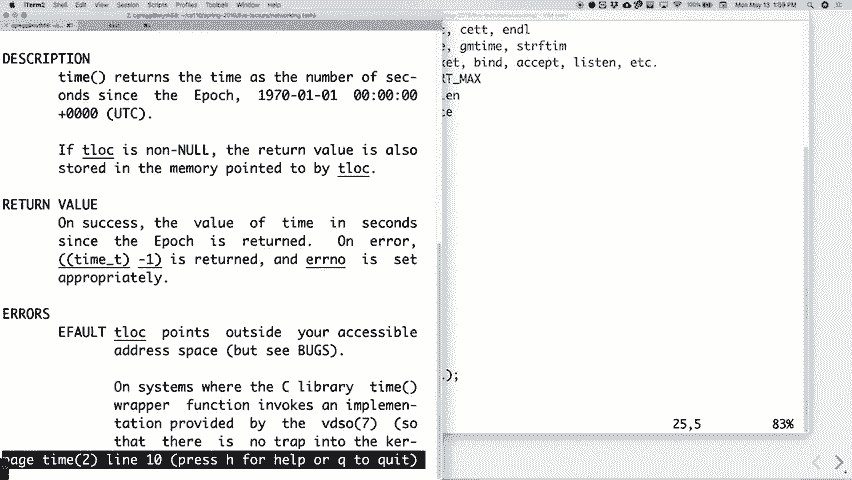 iTerm2 Shell Edit View Session Scripts Profiles Toolbelt Window Help
100%
Mon May 13 1:59 PM
DESCRIPTION
time() returns the time as the number of sec-
onds since the Epoch, 1970-01-01 00:00:00
+0000 (UTC).
If tloc is non-NULL, the return value is also
stored in the memory pointed to by tloc.
RETURN VALUE
On success, the value of time in seconds
since the Epoch is returned. On error,
((time_t) -1) is returned, and errno is set
appropriately.
ERRORS
EFAULT tloc points outside your accessible
address space (but see BUGS).
On systems where the C library time()
wrapper function invokes an implemen-
tation provided by the vdso(7) (so
that there is no trap into the ker-
page time(2) line 10 (press h for help or q to quit)
, cett, endl
, gmtime, strftim
ket, bind, accept, listen, etc.
RT_MAX
len
ce
.);
25,5 83%